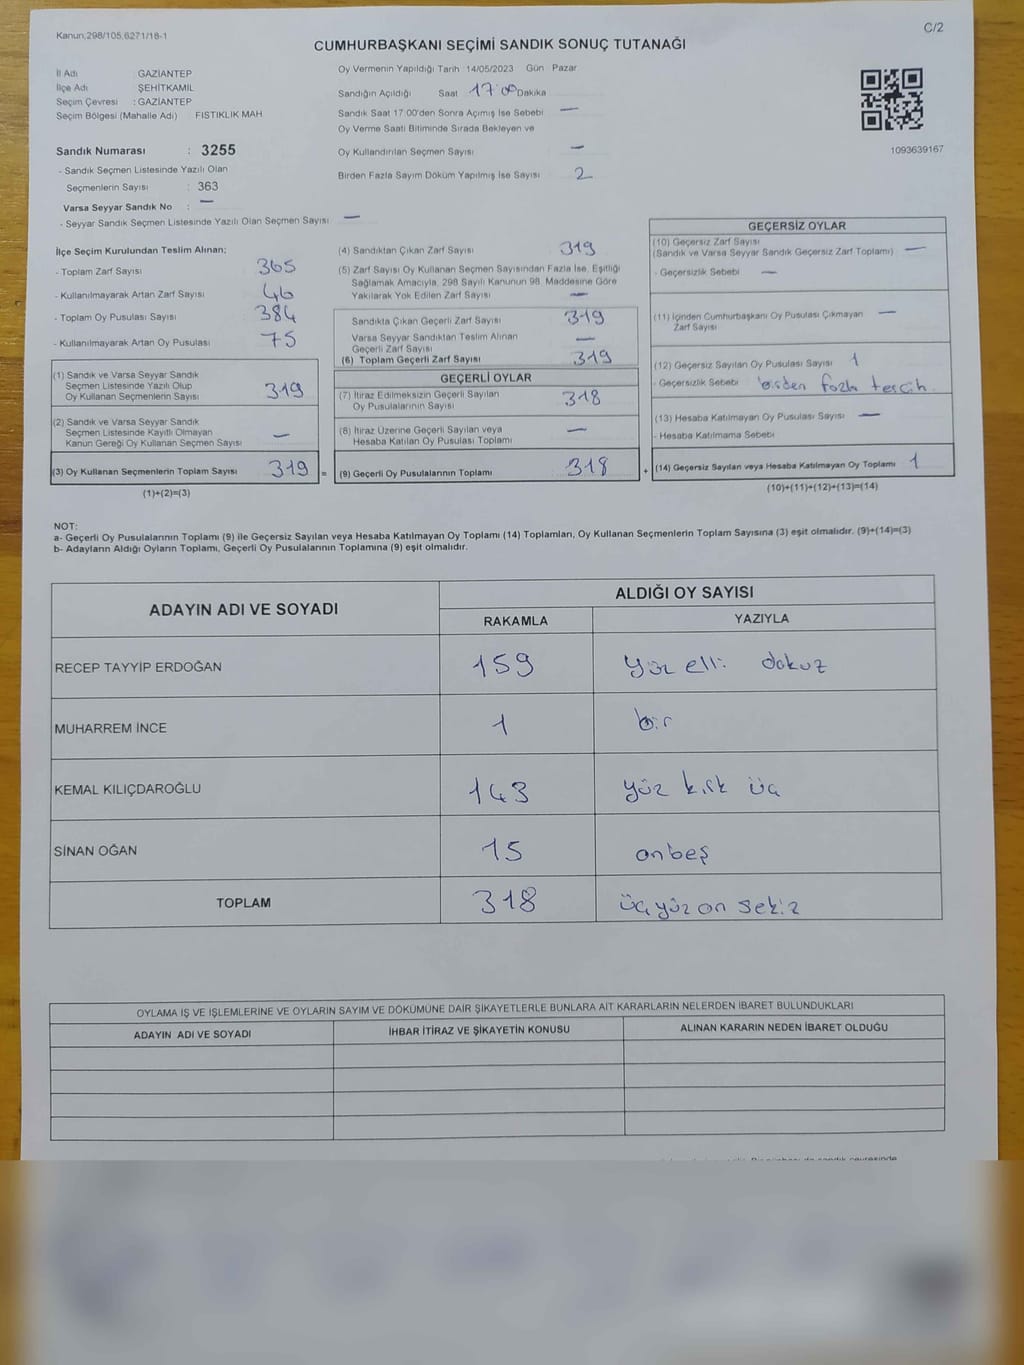 Kanun,298/105,6271/18-1
C/2
CUMHURBAŞKANI SEÇİMİ SANDIK SONUÇ TUTANAĞI
İl Adı GAZİANTEP
İlçe Adı ŞEHİTKAMİL
Seçim Çevresi : GAZİANTEP
Seçim Bölgesi (Mahalle Adı) FISTIKLIK MAH
Oy Vermenin Yapıldığı Tarih 14/05/2023 Gün Pazar
Sandığın Açıldığı Saat 17:00 Dakika
Sandık Saat 17:00'den Sonra Açımış İse Sebebi —
Oy Verme Saati Bitiminde Sırada Bekleyen ve
Oy Kullandırılan Seçmen Sayısı —
Birden Fazla Sayım Döküm Yapılmış İse Sayısı 2
1093639167
Sandık Numarası : 3255
- Sandık Seçmen Listesinde Yazılı Olan
Seçmenlerin Sayısı : 363
Varsa Seyyar Sandık No : —
- Seyyar Sandık Seçmen Listesinde Yazılı Olan Seçmen Sayısı —
İlçe Seçim Kurulundan Teslim Alınan;
- Toplam Zarf Sayısı 365
- Kullanılmayarak Artan Zarf Sayısı 46
- Toplam Oy Pusulası Sayısı 384
- Kullanılmayarak Artan Oy Pusulası 75
(1) Sandık ve Varsa Seyyar Sandık
Seçmen Listesinde Yazılı Olup
Oy Kullanan Seçmenlerin Sayısı 319
(2) Sandık ve Varsa Seyyar Sandık
Seçmen Listesinde Kayıtlı Olmayan
Kanun Gereği Oy Kullanan Seçmen Sayısı —
(3) Oy Kullanan Seçmenlerin Toplam Sayısı 319 =
(1)+(2)=(3)
(4) Sandıktan Çıkan Zarf Sayısı 319
(5) Zarf Sayısı Oy Kullanan Seçmen Sayısından Fazla İse, Eşitliği
Sağlamak Amacıyla, 298 Sayılı Kanunun 98. Maddesine Göre
Yakılarak Yok Edilen Zarf Sayısı —
Sandıkta Çıkan Geçerli Zarf Sayısı 319
Varsa Seyyar Sandıktan Teslim Alınan
Geçerli Zarf Sayısı —
(6) Toplam Geçerli Zarf Sayısı 319
GEÇERLİ OYLAR
(7) İtiraz Edilmeksizin Geçerli Sayılan
Oy Pusulalarının Sayısı 318
(8) İtiraz Üzerine Geçerli Sayılan veya
Hesaba Katılan Oy Pusulası Toplamı —
(9) Geçerli Oy Pusulalarının Toplamı 318 +
GEÇERSİZ OYLAR
(10) Geçersiz Zarf Sayısı
(Sandık ve Varsa Seyyar Sandık Geçersiz Zarf Toplamı) —
- Geçersizlik Sebebi —
(11) İçinden Cumhurbaşkanı Oy Pusulası Çıkmayan
Zarf Sayısı —
(12) Geçersiz Sayılan Oy Pusulası Sayısı 1
- Geçersizlik Sebebi birden fazla tercih.
(13) Hesaba Katılmayan Oy Pusulası Sayısı —
- Hesaba Katılmama Sebebi
(14) Geçersiz Sayılan veya Hesaba Katılmayan Oy Toplamı 1
(10)+(11)+(12)+(13)=(14)
NOT:
a- Geçerli Oy Pusulalarının Toplamı (9) ile Geçersiz Sayılan veya Hesaba Katılmayan Oy Toplamı (14) Toplamları, Oy Kullanan Seçmenlerin Toplam Sayısına (3) eşit olmalıdır. (9)+(14)=(3)
b- Adayların Aldığı Oyların Toplamı, Geçerli Oy Pusulalarının Toplamına (9) eşit olmalıdır.
ADAYIN ADI VE SOYADI ALDIĞI OY SAYISI
RAKAMLA YAZIYLA
RECEP TAYYİP ERDOĞAN 159 Yüz elli dokuz
MUHARREM İNCE 1 bir
KEMAL KILIÇDAROĞLU 143 yüz kırk üç
SİNAN OĞAN 15 onbeş
TOPLAM 318 üçyüz on sekiz
OYLAMA İŞ VE İŞLEMLERİNE VE OYLARIN SAYIM VE DÖKÜMÜNE DAİR ŞİKAYETLERLE BUNLARA AİT KARARLARIN NELERDEN İBARET BULUNDUKLARI
ADAYIN ADI VE SOYADI İHBAR İTİRAZ VE ŞİKAYETİN KONUSU ALINAN KARARIN NEDEN İBARET OLDUĞU